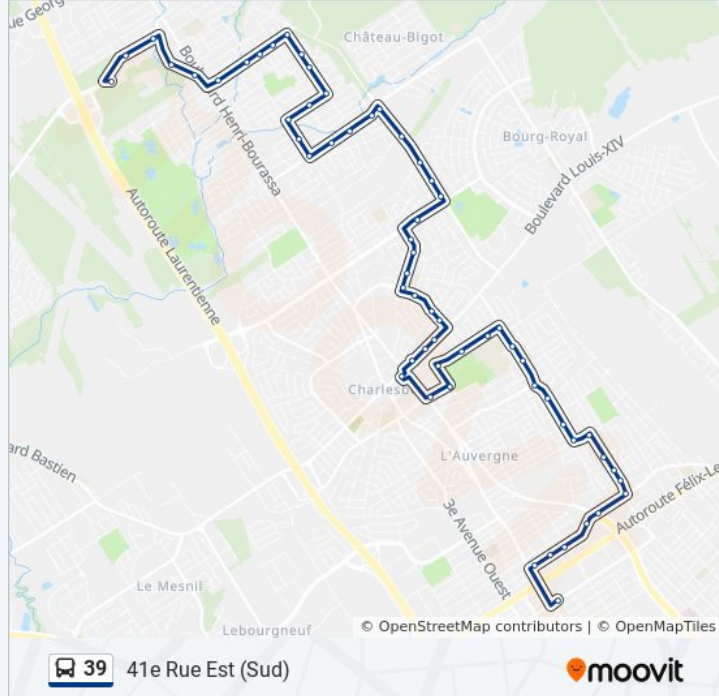 ue Georg
Château-Bigot
Boulevard Henri-Bourassa
Bourg-Royal
Boulevard Louis-XIV
Autoroute Laurentienne
Charlesb
ard Bastien
L'Auvergne
3e Avenue Ouest
Autoroute Félix-Le
Le Mesnil
Lebourgneuf
© OpenStreetMap contributors | © OpenMapTiles
39 41e Rue Est (Sud)
moovit